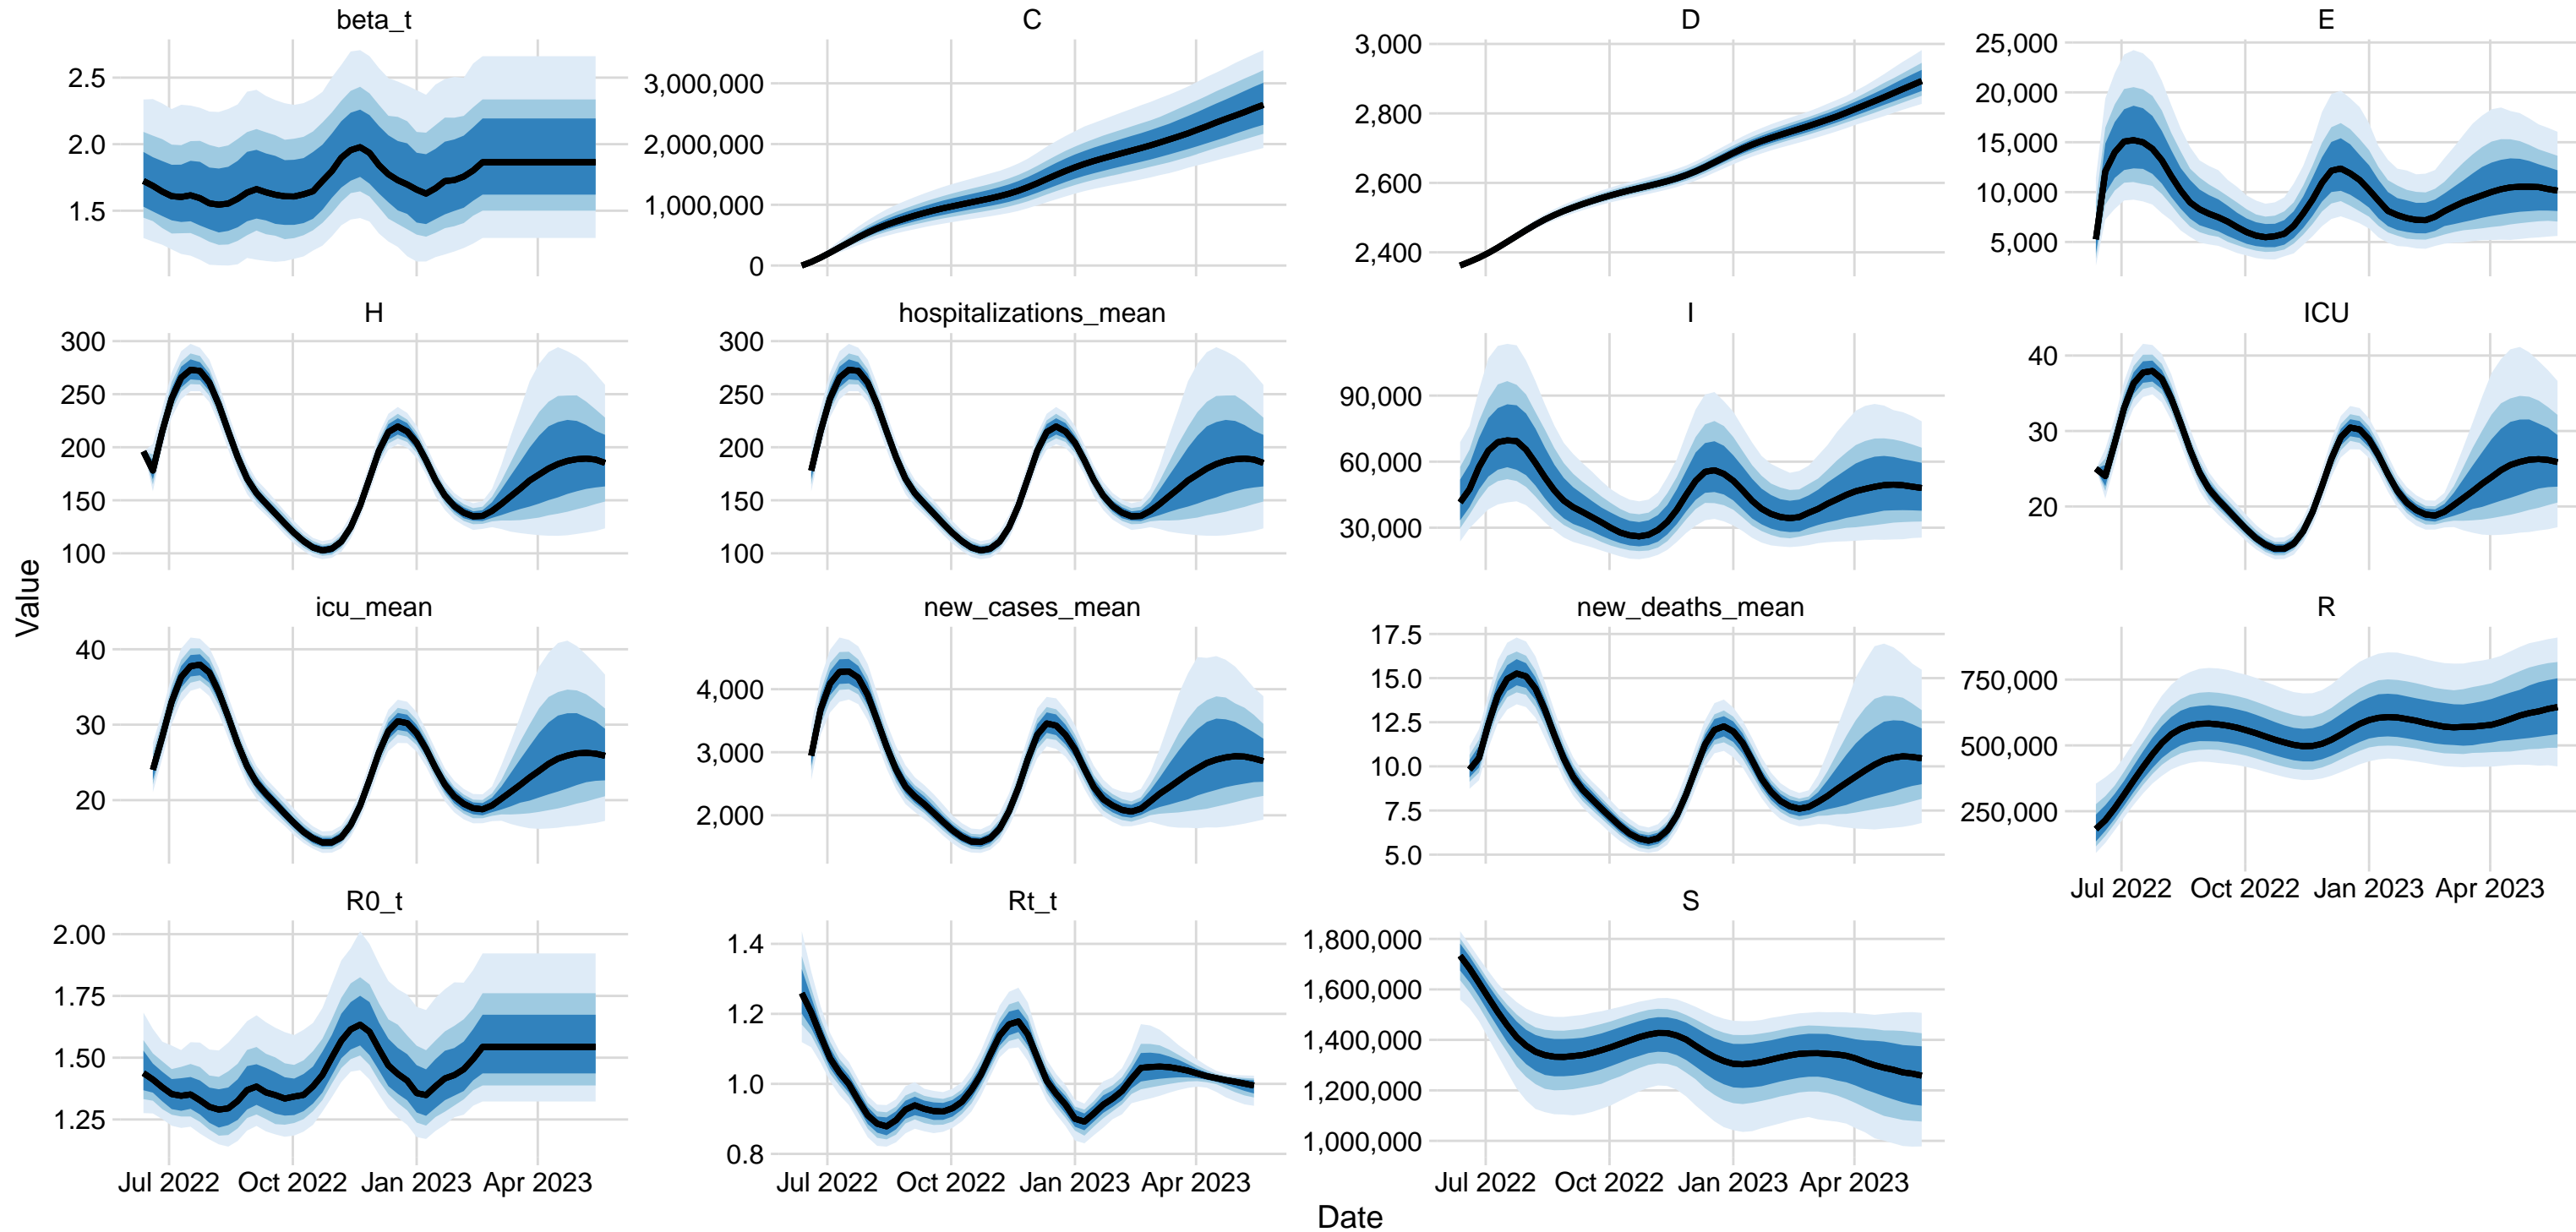 beta_t
C
D
E
2.5
2.0
1.5
3,000,000
2,000,000
1,000,000
0
3,000
2,800
2,600
2,400
25,000
20,000
15,000
10,000
5,000
H
hospitalizations_mean
I
ICU
300
250
200
150
100
300
250
200
150
100
90,000
60,000
30,000
40
30
20
Value
icu_mean
new_cases_mean
new_deaths_mean
R
40
30
20
4,000
3,000
2,000
17.5
15.0
12.5
10.0
7.5
5.0
750,000
500,000
250,000
Jul 2022 Oct 2022 Jan 2023 Apr 2023
R0_t
Rt_t
S
2.00
1.75
1.50
1.25
1.4
1.2
1.0
0.8
1,800,000
1,600,000
1,400,000
1,200,000
1,000,000
Jul 2022 Oct 2022 Jan 2023 Apr 2023
Jul 2022 Oct 2022 Jan 2023 Apr 2023
Jul 2022 Oct 2022 Jan 2023 Apr 2023
Date